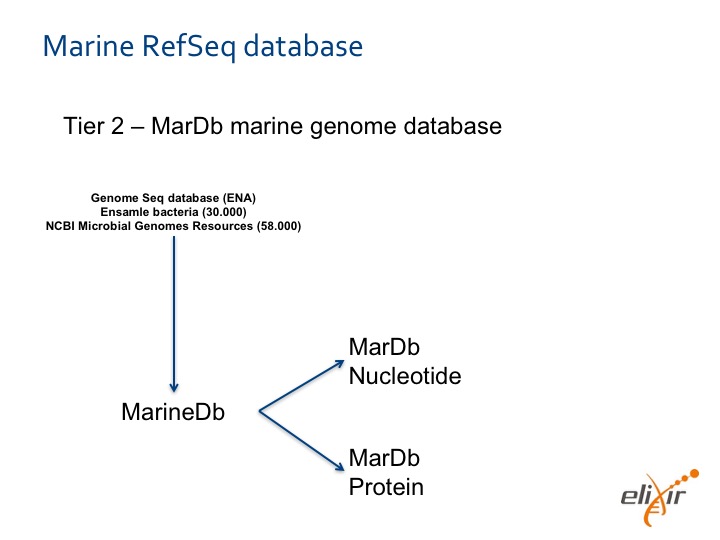 Marine RefSeq database
Tier 2 – MarDb marine genome database
Genome Seq database (ENA)
Ensamle bacteria (30.000)
NCBI Microbial Genomes Resources (58.000)
MarDb
Nucleotide
MarineDb
MarDb
Protein
elixir